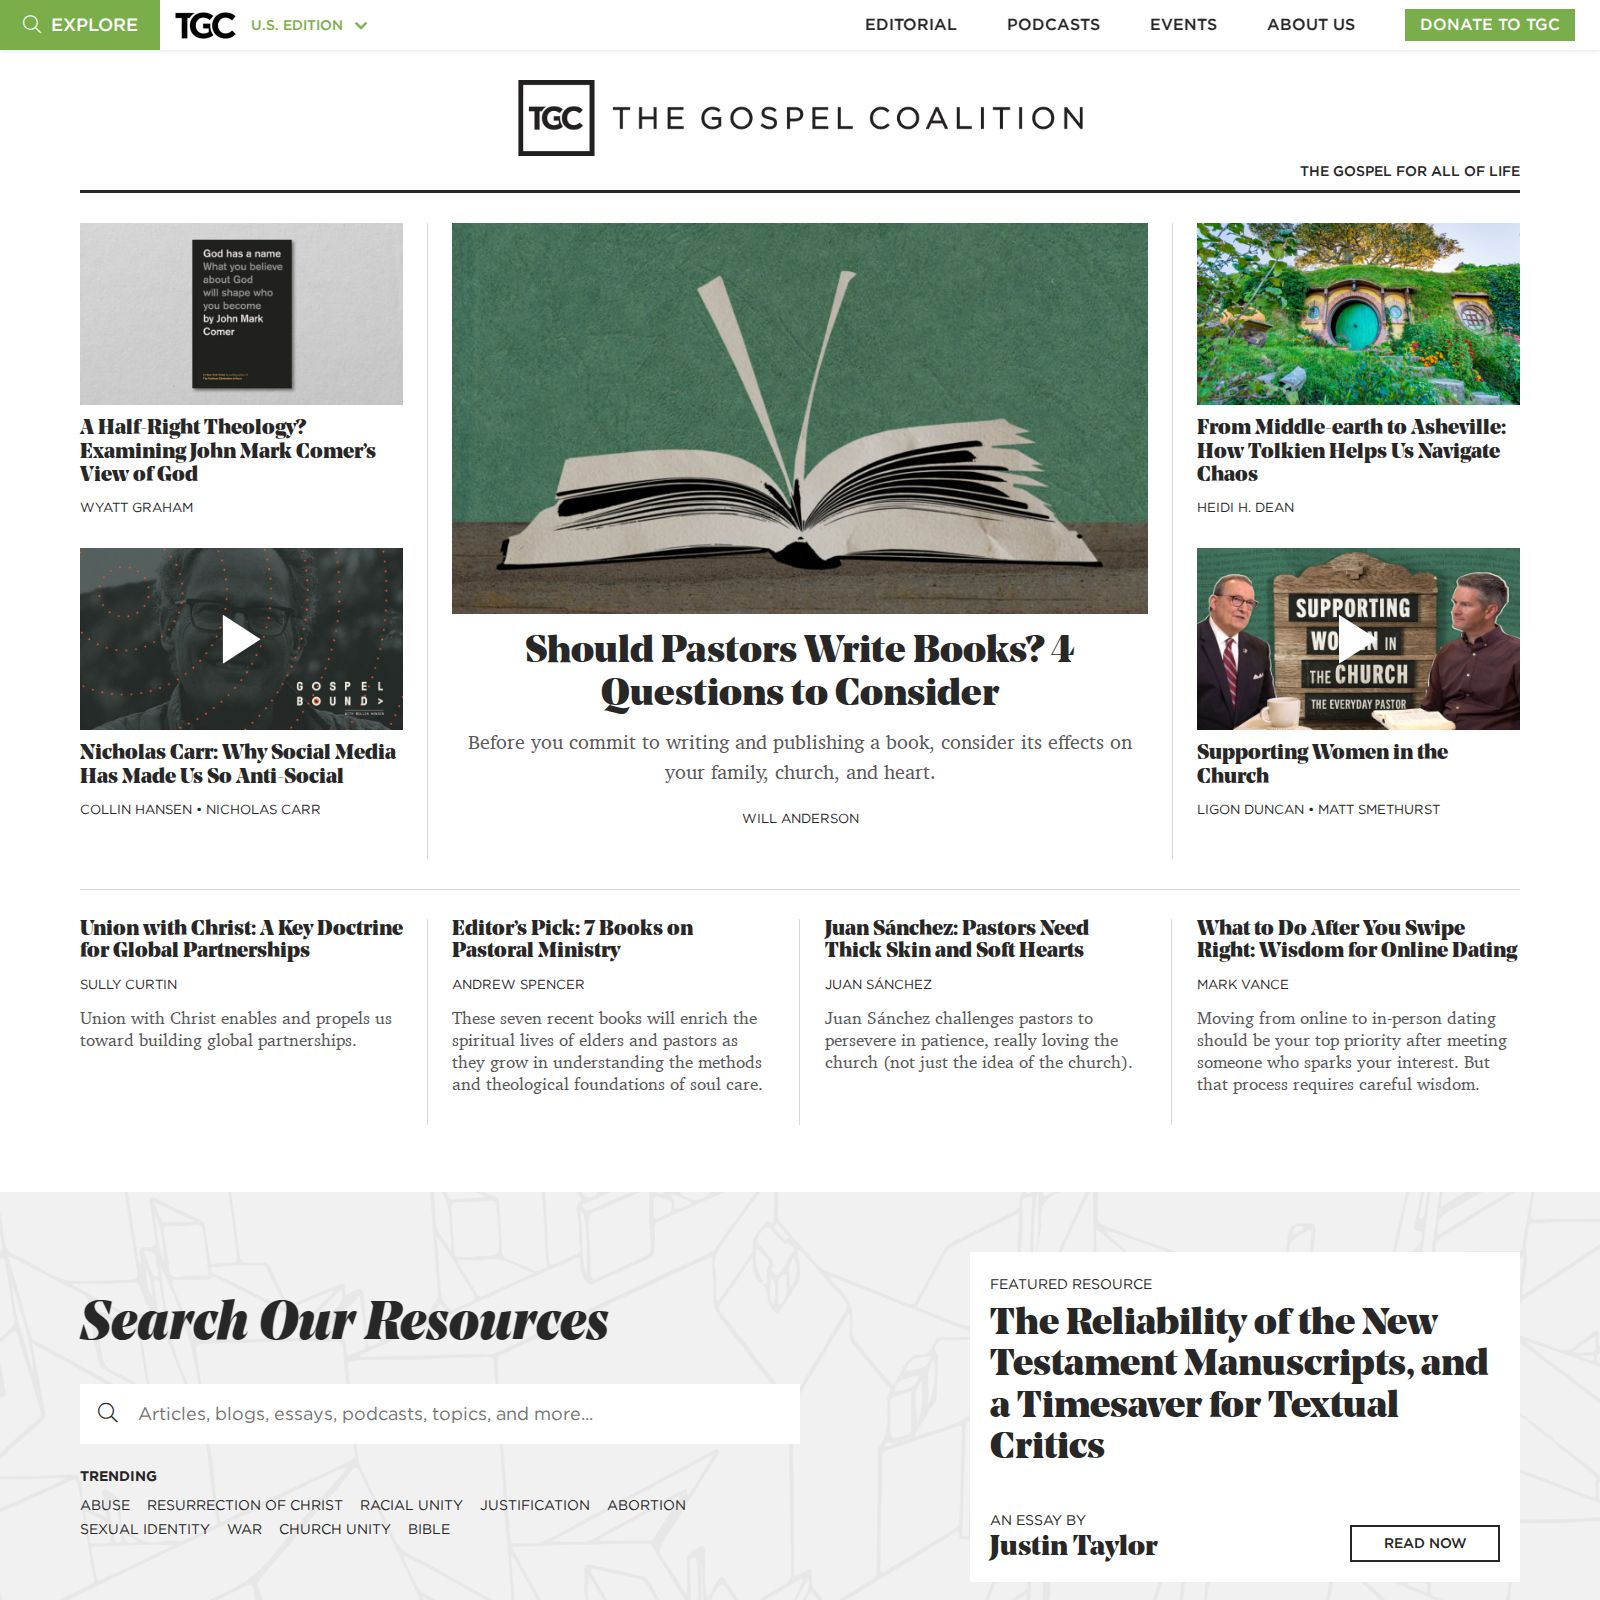 EXPLORE
TGC
U.S. EDITION
EDITORIAL
PODCASTS
EVENTS
ABOUT US
DONATE TO TGC
TGC
THE GOSPEL COALITION
THE GOSPEL FOR ALL OF LIFE
God has a name
What you believe
about God
will shape who
you become
by John Mark
Comer
A Half-Right Theology?
Examining John Mark Comer's
View of God
WYATT GRAHAM
GOSPEL
BOUND>
Nicholas Carr: Why Social Media
Has Made Us So Anti-Social
COLLIN HANSEN • NICHOLAS CARR
Should Pastors Write Books? 4
Questions to Consider
Before you commit to writing and publishing a book, consider its effects on
your family, church, and heart.
WILL ANDERSON
From Middle-earth to Asheville:
How Tolkien Helps Us Navigate
Chaos
HEIDI H. DEAN
SUPPORTING
WOMEN IN
THE CHURCH
THE EVERYDAY PASTOR
Supporting Women in the
Church
LIGON DUNCAN • MATT SMETHURST
Union with Christ: A Key Doctrine
for Global Partnerships
SULLY CURTIN
Union with Christ enables and propels us
toward building global partnerships.
Editor's Pick: 7 Books on
Pastoral Ministry
ANDREW SPENCER
These seven recent books will enrich the
spiritual lives of elders and pastors as
they grow in understanding the methods
and theological foundations of soul care.
Juan Sánchez: Pastors Need
Thick Skin and Soft Hearts
JUAN SÁNCHEZ
Juan Sánchez challenges pastors to
persevere in patience, really loving the
church (not just the idea of the church).
What to Do After You Swipe
Right: Wisdom for Online Dating
MARK VANCE
Moving from online to in-person dating
should be your top priority after meeting
someone who sparks your interest. But
that process requires careful wisdom.
Search Our Resources
Articles, blogs, essays, podcasts, topics, and more...
TRENDING
ABUSE RESURRECTION OF CHRIST RACIAL UNITY JUSTIFICATION ABORTION
SEXUAL IDENTITY WAR CHURCH UNITY BIBLE
FEATURED RESOURCE
The Reliability of the New
Testament Manuscripts, and
a Timesaver for Textual
Critics
AN ESSAY BY
Justin Taylor
READ NOW